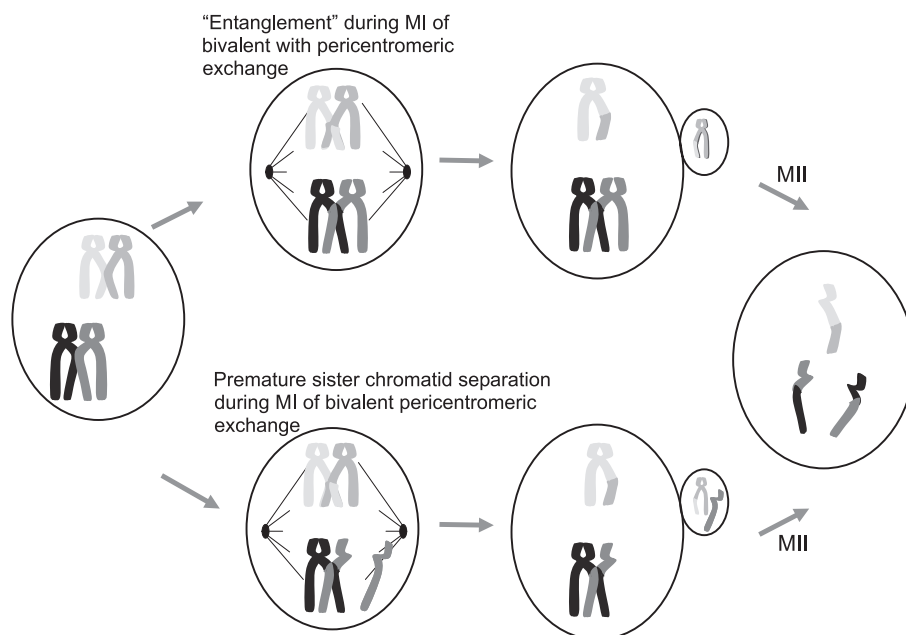 “Entanglement” during MI of
bivalent with pericentromeric
exchange
MII
Premature sister chromatid separation
during MI of bivalent pericentromeric
exchange
MII